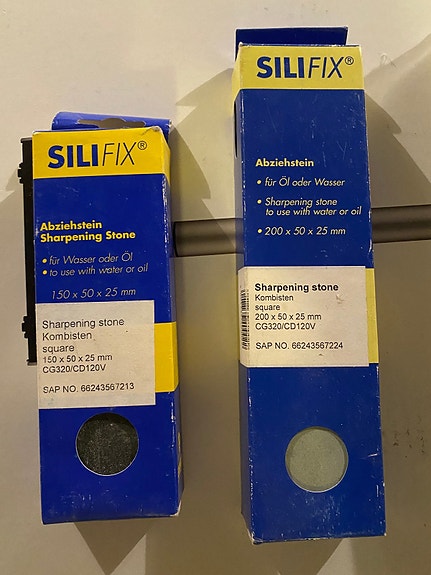 SILIFIX®
Abziehstein
Sharpening Stone
• für Wasser oder Öl
• to use with water or oil
150 x 50 x 25 mm
Sharpening stone
Kombisten
square
150 x 50 x 25 mm
CG320/CD120V
SAP NO. 66243567213
SILIFIX®
Abziehstein
• für Öl oder Wasser
• Sharpening stone
to use with water or oil
• 200 x 50 x 25 mm
Sharpening stone
Kombisten
square
200 x 50 x 25 mm
CG320/CD120V
SAP NO. 66243567224